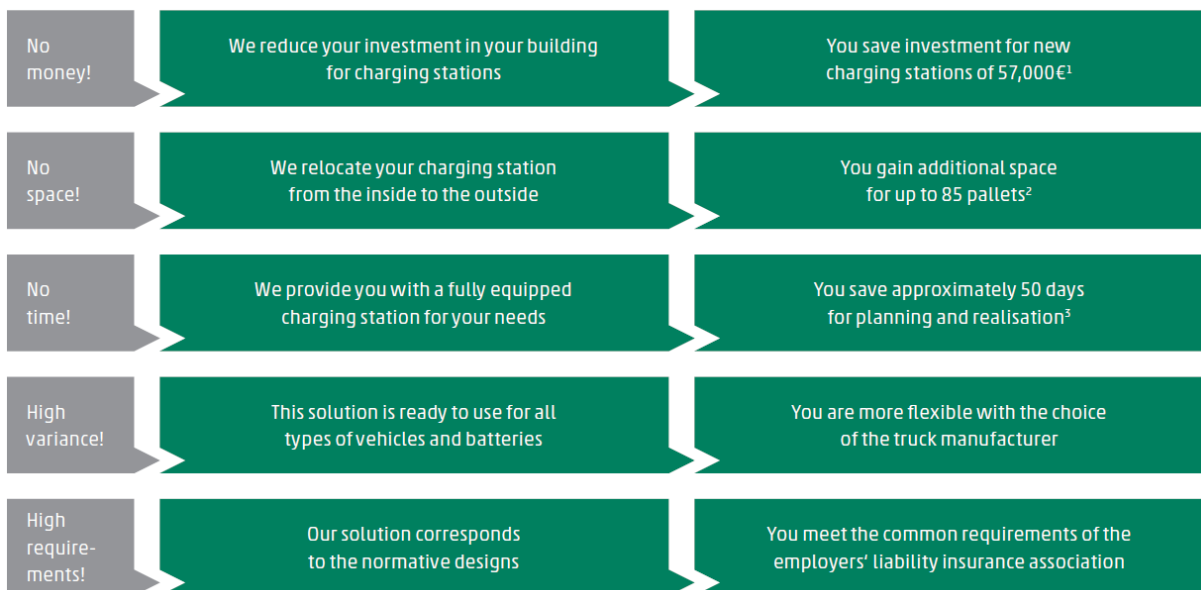 No
money!
We reduce your investment in your building
for charging stations
You save investment for new
charging stations of 57,000€¹
No
space!
We relocate your charging station
from the inside to the outside
You gain additional space
for up to 85 pallets²
No
time!
We provide you with a fully equipped
charging station for your needs
You save approximately 50 days
for planning and realisation³
High
variance!
This solution is ready to use for all
types of vehicles and batteries
You are more flexible with the choice
of the truck manufacturer
High
require-
ments!
Our solution corresponds
to the normative designs
You meet the common requirements of the
employers‘ liability insurance association